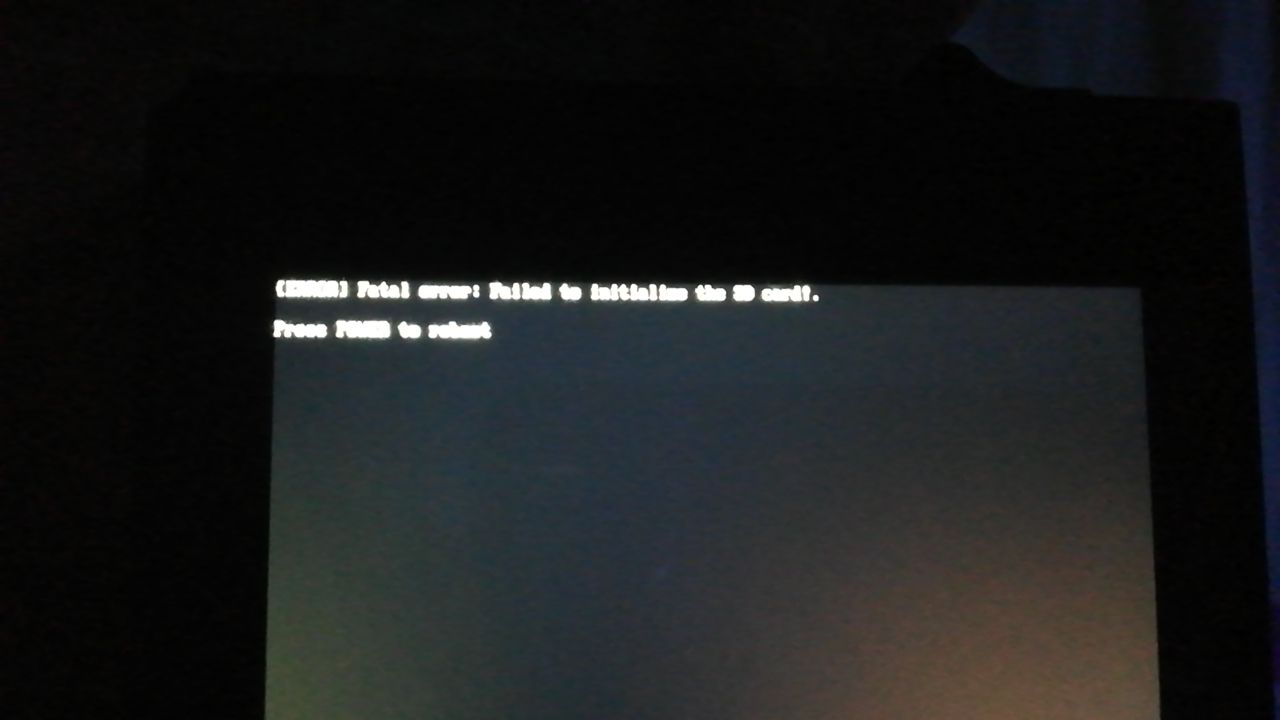 [ERROR] Fatal error: Failed to initialize the SD card!.
Press POWER to reboot